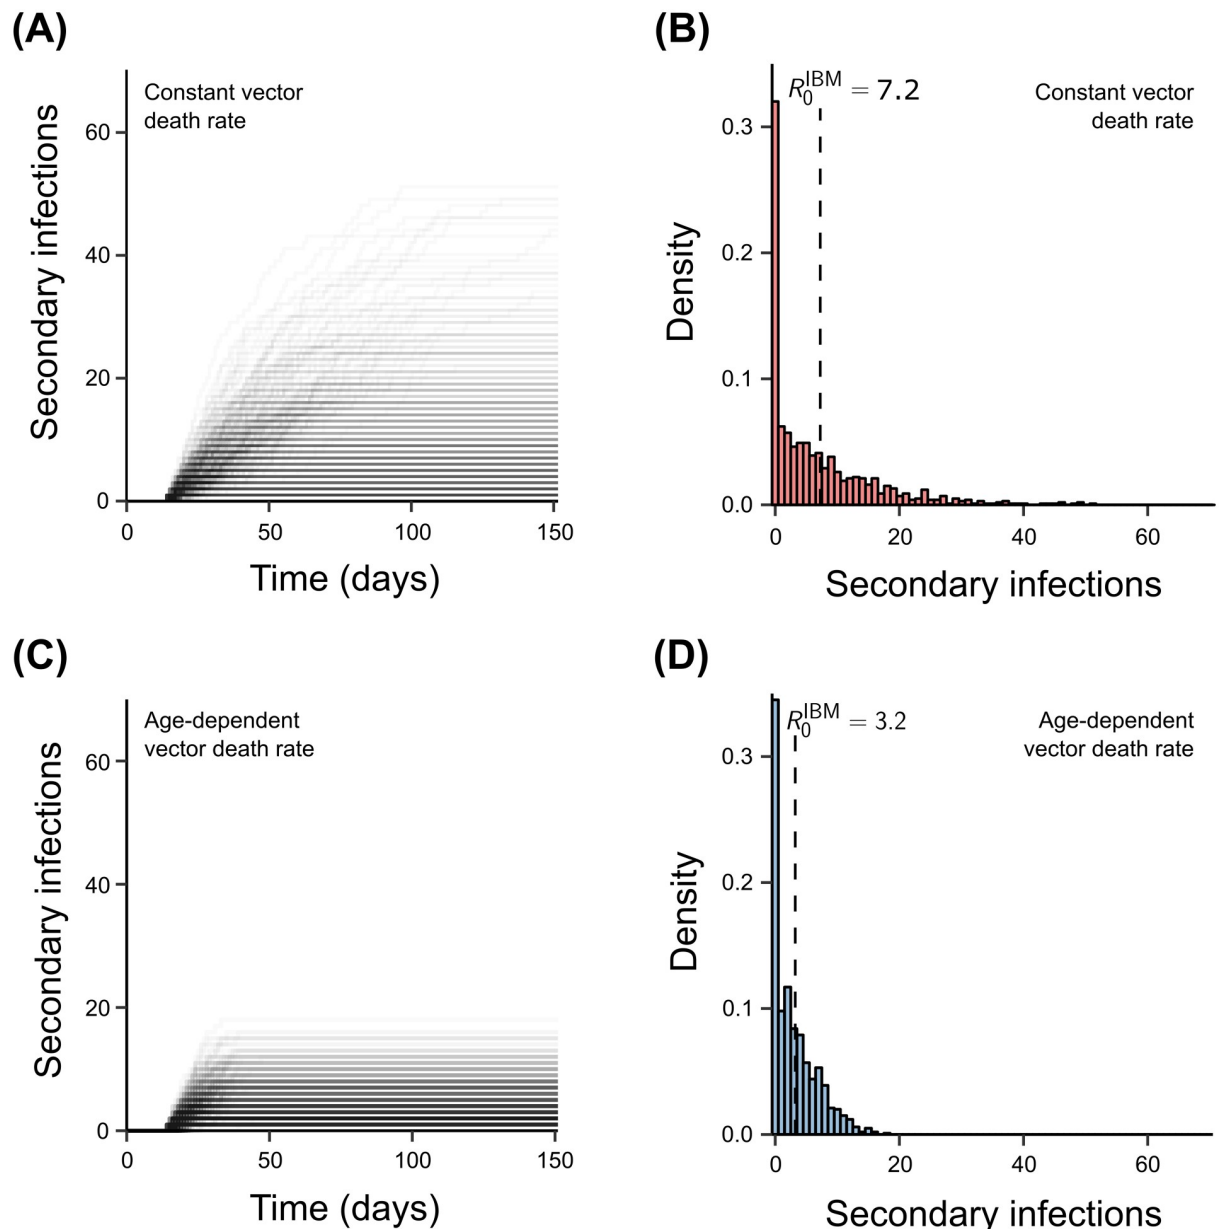 (A)
Constant vector
death rate
Secondary infections
60
40
20
0
0 50 100 150
Time (days)
(B)
R₀ᴵᴮᴹ = 7.2
Constant vector
death rate
Density
0.3
0.2
0.1
0.0
0 20 40 60
Secondary infections
(C)
Age-dependent
vector death rate
Secondary infections
60
40
20
0
0 50 100 150
Time (days)
(D)
R₀ᴵᴮᴹ = 3.2
Age-dependent
vector death rate
Density
0.3
0.2
0.1
0.0
0 20 40 60
Secondary infections